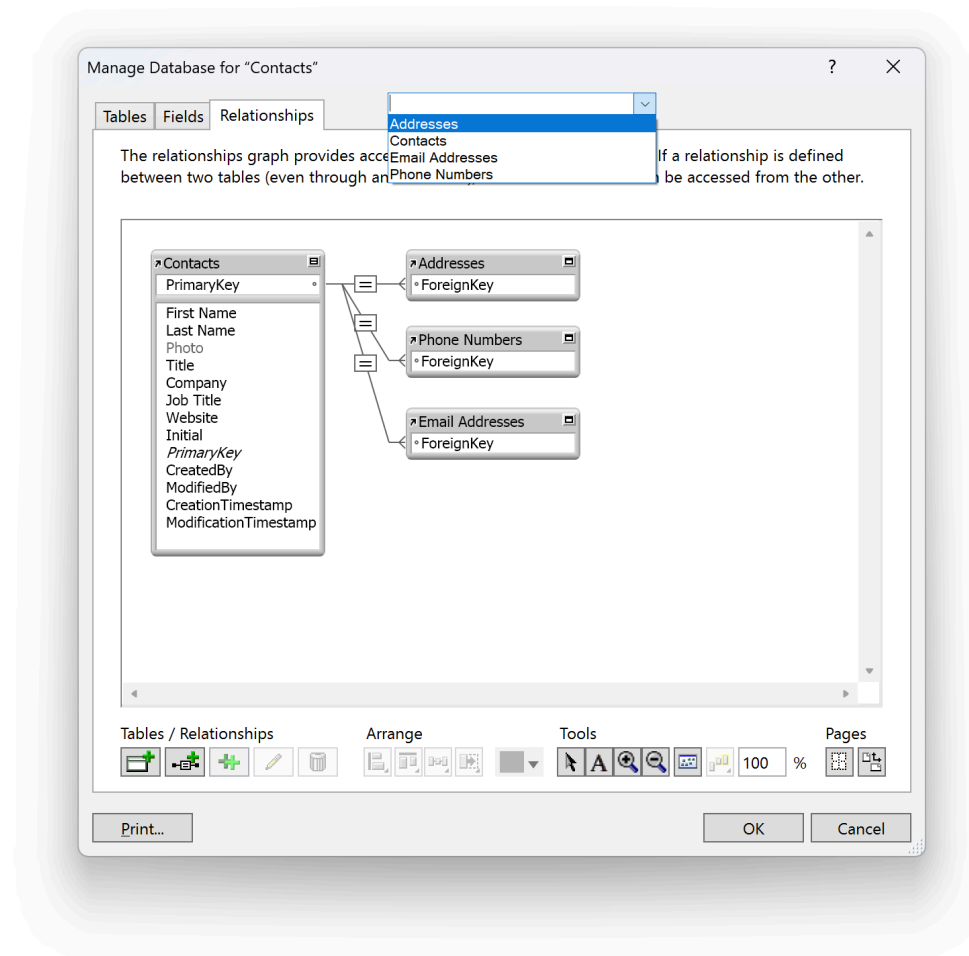 Manage Database for “Contacts”
?
Tables Fields Relationships
Addresses
Contacts
Email Addresses
Phone Numbers
The relationships graph provides acce If a relationship is defined
between two tables (even through an be accessed from the other.
Contacts
PrimaryKey
First Name
Last Name
Photo
Title
Company
Job Title
Website
Initial
PrimaryKey
CreatedBy
ModifiedBy
CreationTimestamp
ModificationTimestamp
=
=
=
Addresses
ForeignKey
Phone Numbers
ForeignKey
Email Addresses
ForeignKey
Tables / Relationships
Arrange
Tools
A
100 %
Pages
Print...
OK
Cancel